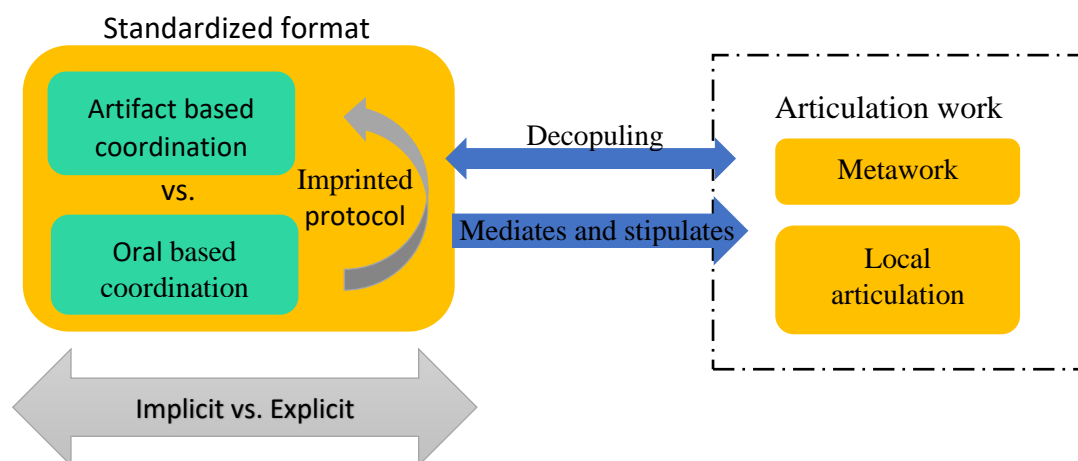 Standardized format
Artifact based
coordination
vs.
Oral based
coordination
Imprinted
protocol
Decopuling
Mediates and stipulates
Articulation work
Metawork
Local
articulation
Implicit vs. Explicit